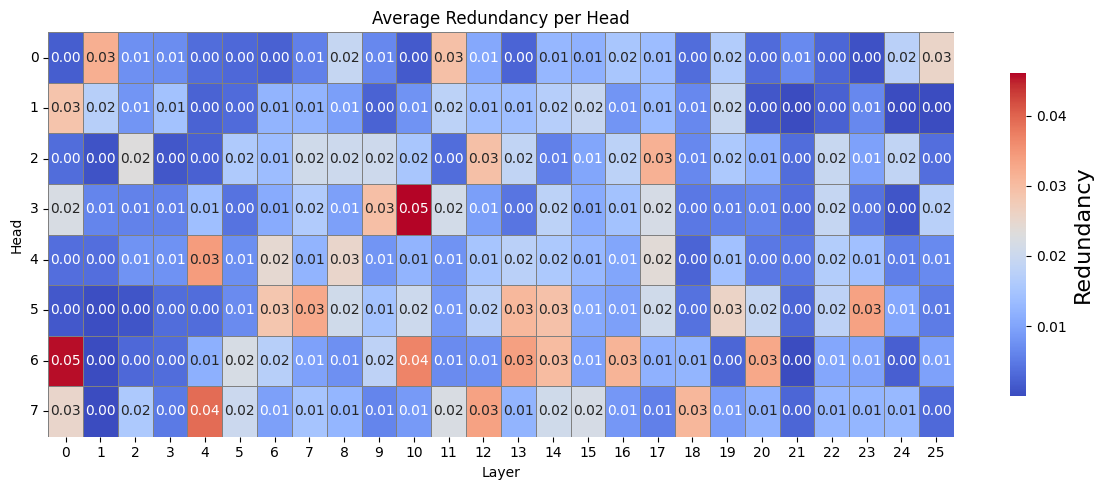 Average Redundancy per Head
0 0.00 0.03 0.01 0.01 0.00 0.00 0.00 0.01 0.02 0.01 0.00 0.03 0.01 0.00 0.01 0.01 0.02 0.01 0.00 0.02 0.00 0.01 0.00 0.00 0.02 0.03
1 0.03 0.02 0.01 0.01 0.00 0.00 0.01 0.01 0.01 0.00 0.01 0.02 0.01 0.01 0.02 0.02 0.01 0.01 0.01 0.02 0.00 0.00 0.00 0.01 0.00 0.00
2 0.00 0.00 0.02 0.00 0.00 0.02 0.01 0.02 0.02 0.02 0.02 0.00 0.03 0.02 0.01 0.01 0.02 0.03 0.01 0.02 0.01 0.00 0.02 0.01 0.02 0.00
3 0.02 0.01 0.01 0.01 0.01 0.00 0.01 0.02 0.01 0.03 0.05 0.02 0.01 0.00 0.02 0.01 0.01 0.02 0.00 0.01 0.01 0.00 0.02 0.00 0.00 0.02
4 0.00 0.00 0.01 0.01 0.03 0.01 0.02 0.01 0.03 0.01 0.01 0.01 0.01 0.02 0.02 0.01 0.01 0.02 0.00 0.01 0.00 0.00 0.02 0.01 0.01 0.01
5 0.00 0.00 0.00 0.00 0.00 0.01 0.03 0.03 0.02 0.01 0.02 0.01 0.02 0.03 0.03 0.01 0.01 0.02 0.00 0.03 0.02 0.00 0.02 0.03 0.01 0.01
6 0.05 0.00 0.00 0.00 0.01 0.02 0.02 0.01 0.01 0.02 0.04 0.01 0.01 0.03 0.03 0.01 0.03 0.01 0.01 0.00 0.03 0.00 0.01 0.01 0.00 0.01
7 0.03 0.00 0.02 0.00 0.04 0.02 0.01 0.01 0.01 0.01 0.01 0.02 0.03 0.01 0.02 0.02 0.01 0.01 0.03 0.01 0.01 0.00 0.01 0.01 0.01 0.00
Head
0 1 2 3 4 5 6 7 8 9 10 11 12 13 14 15 16 17 18 19 20 21 22 23 24 25
Layer
0.04
0.03
0.02
0.01
Redundancy